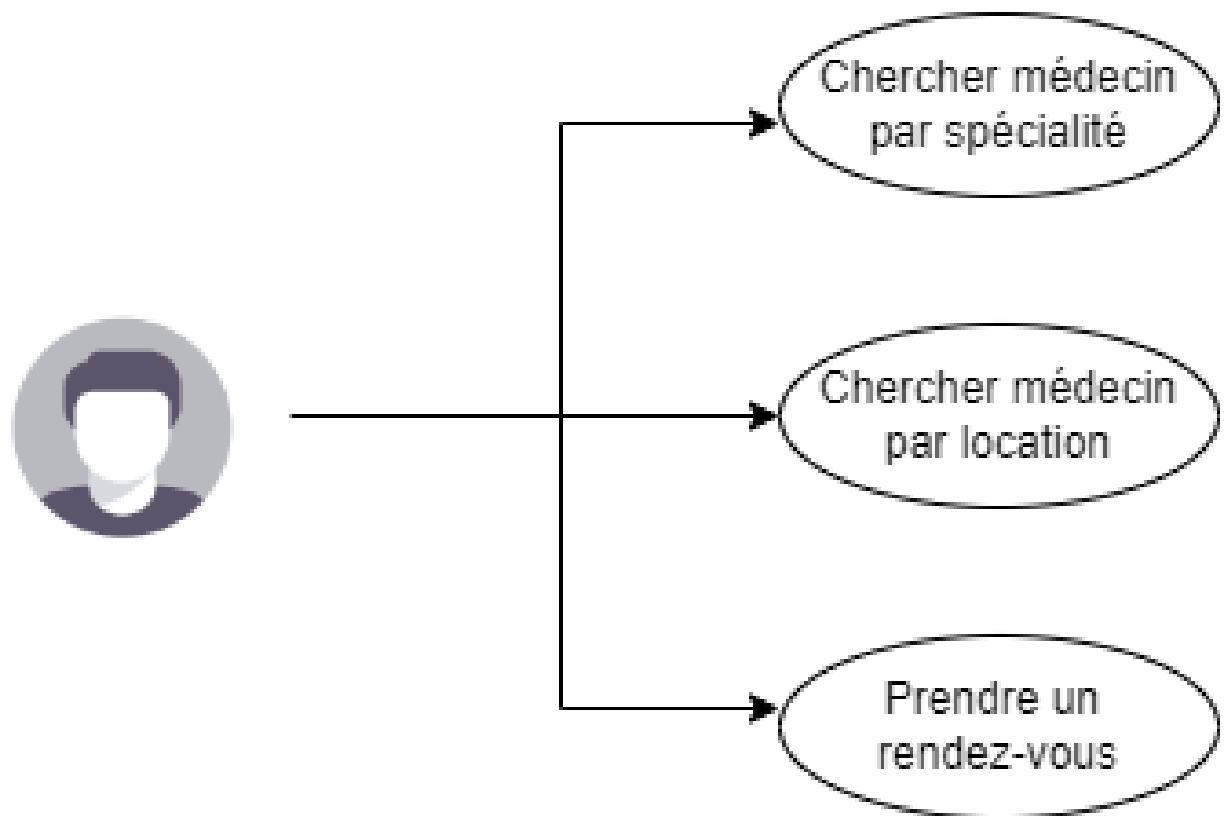 Chercher médecin
par spécialité
Chercher médecin
par location
Prendre un
rendez-vous